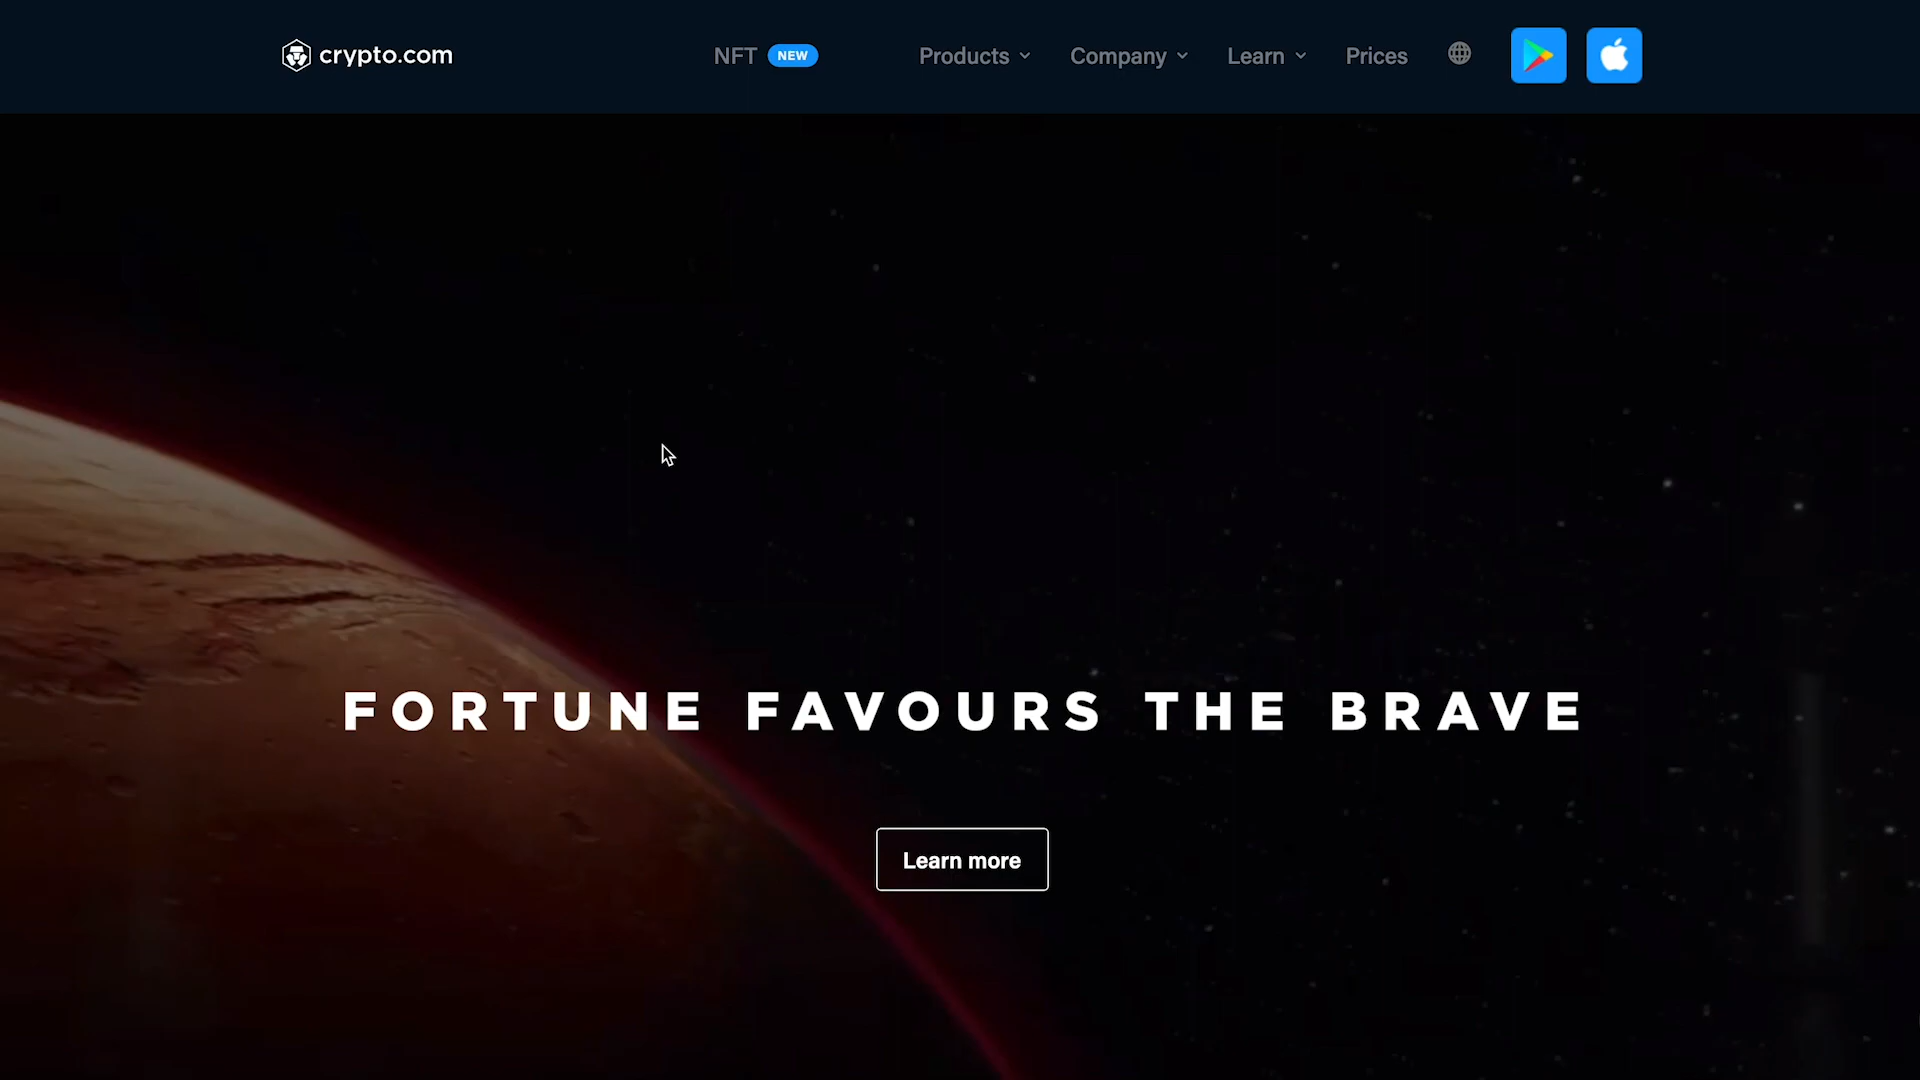 crypto.com
NFT NEW
Products
Company
Learn
Prices
FORTUNE FAVOURS THE BRAVE
Learn more